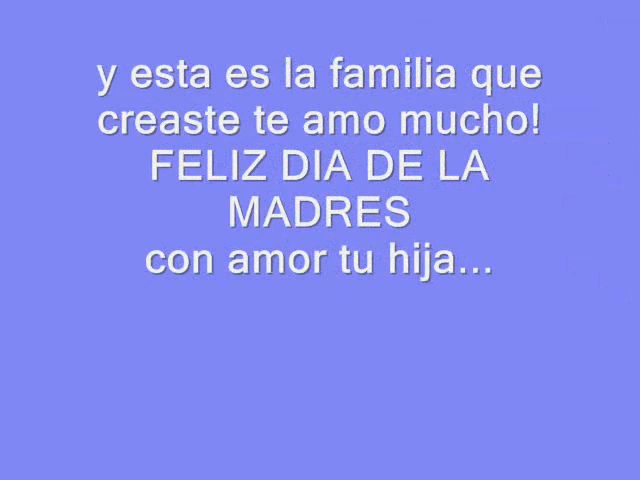 y esta es la familia que
creaste te amo mucho!
FELIZ DIA DE LA
MADRES
con amor tu hija...